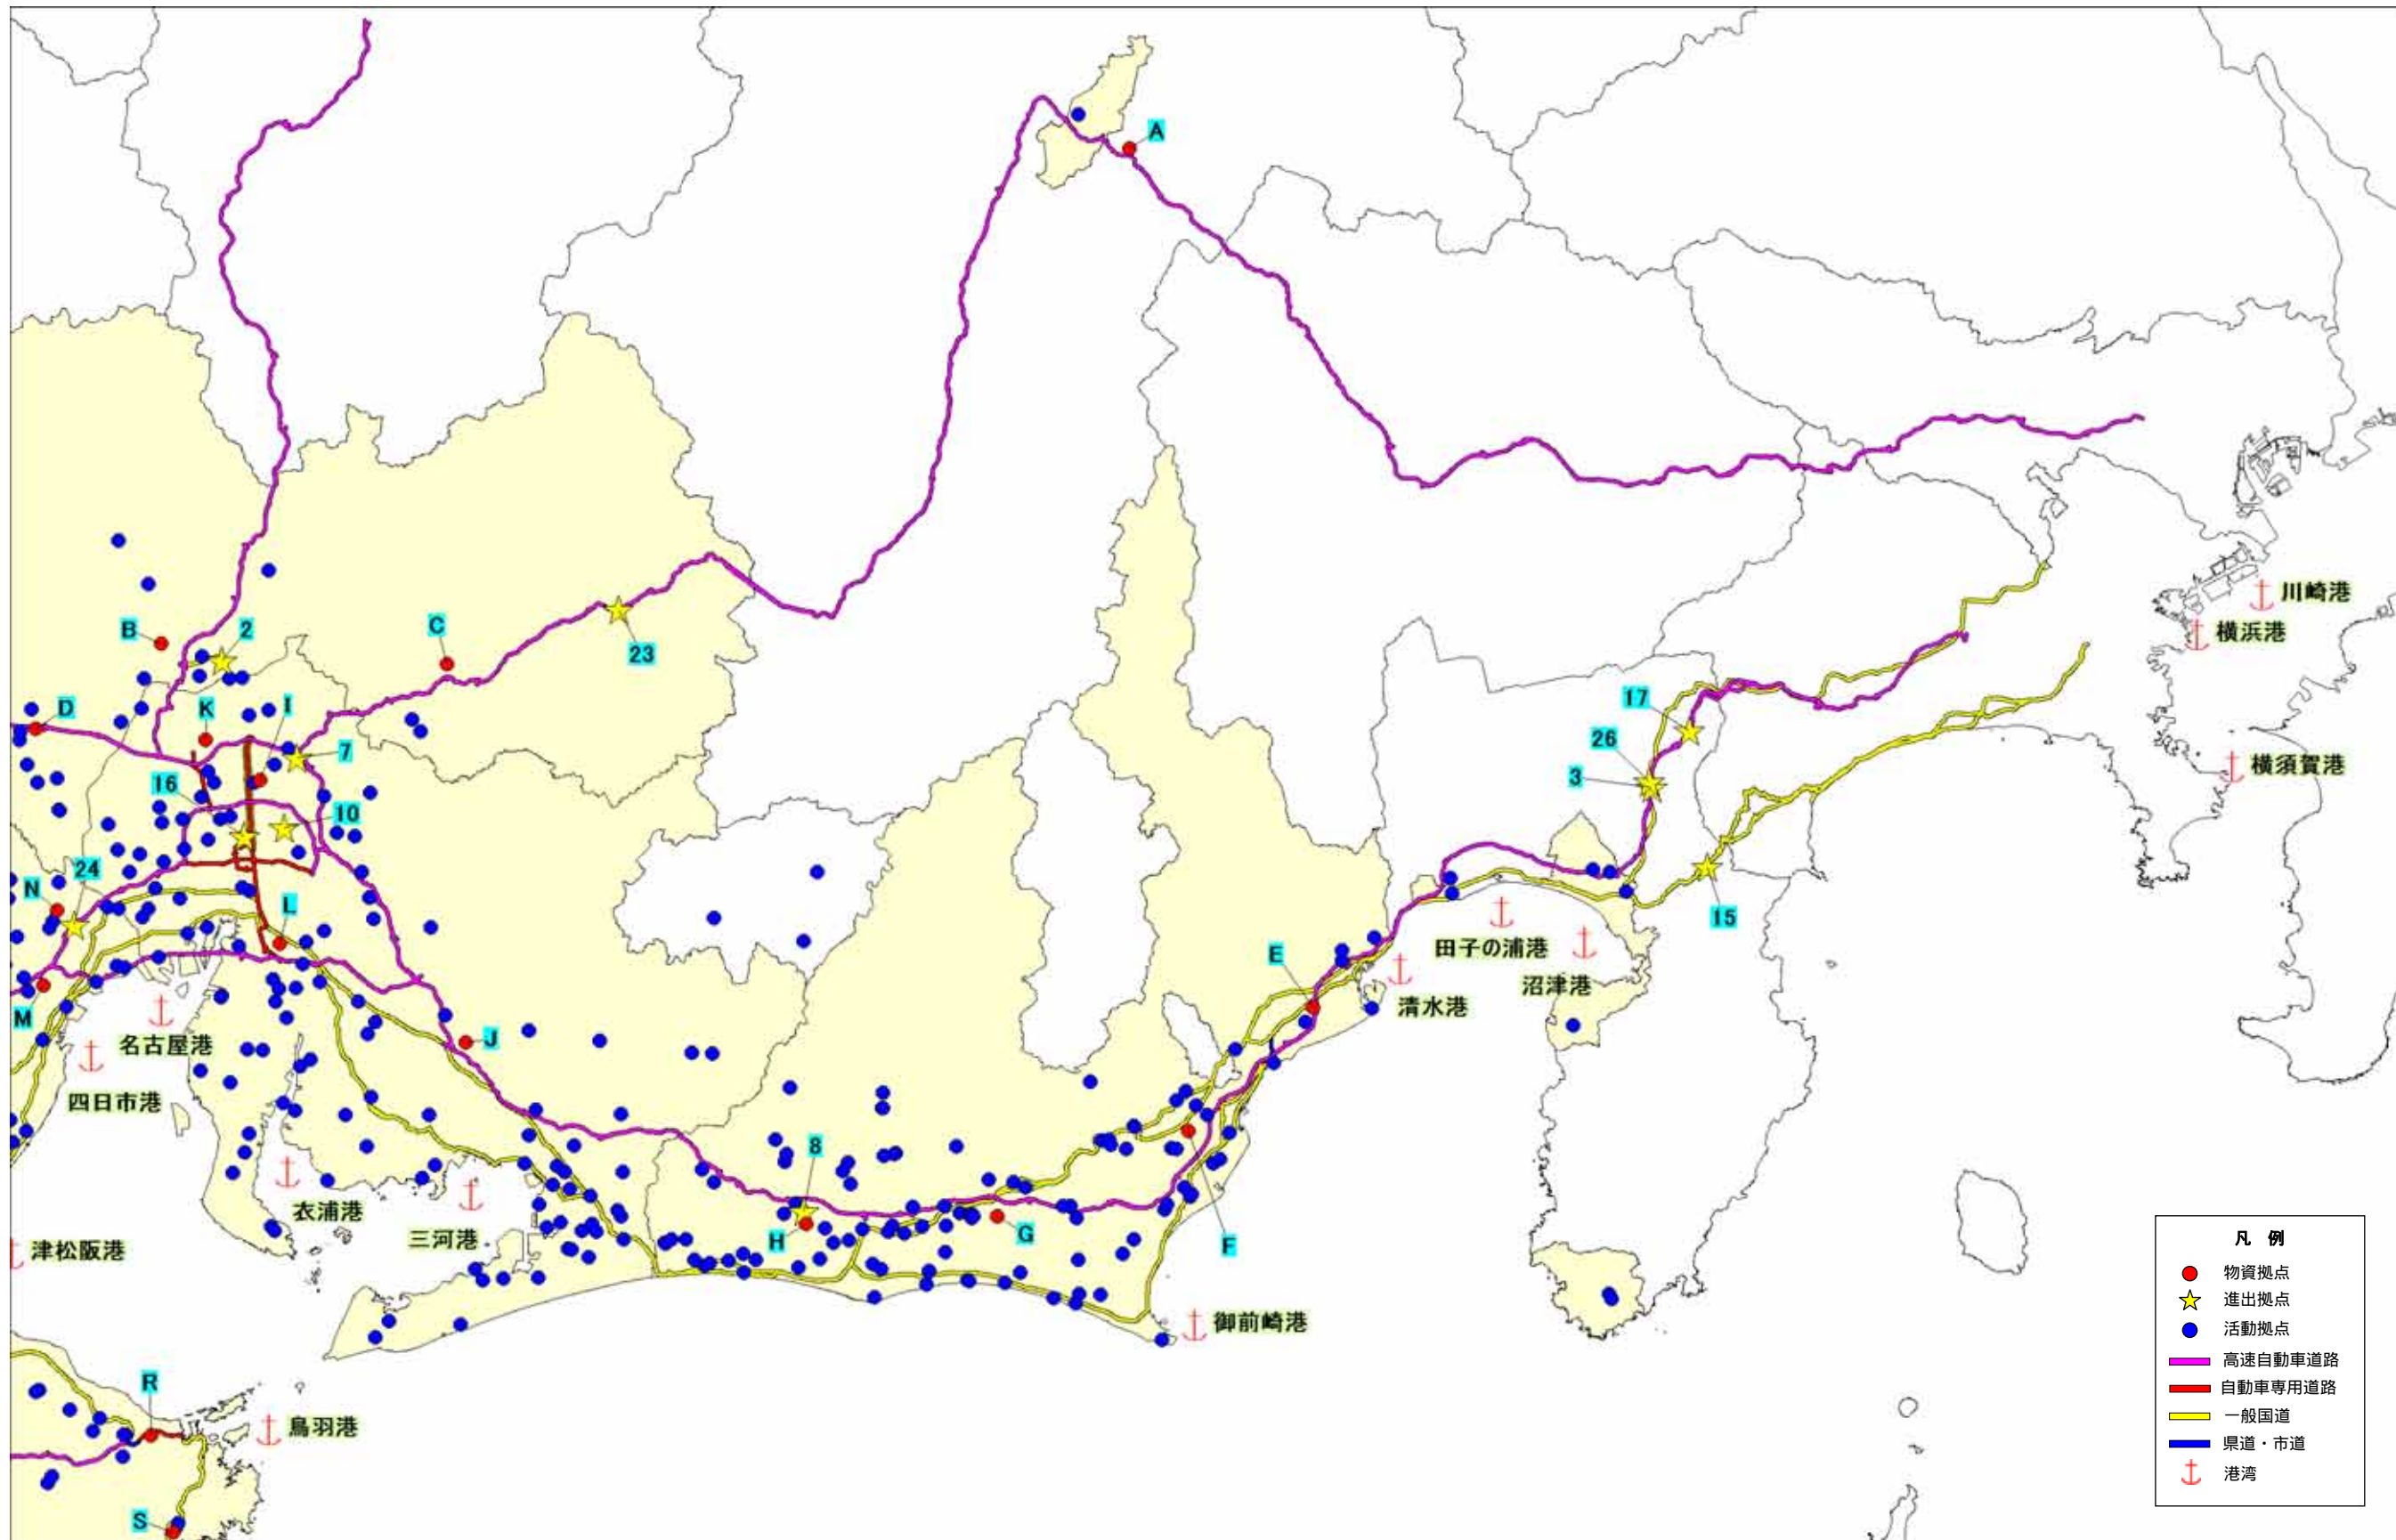 A
B
2
C
23
D
K
I
7
16
10
24
N
L
M
J
17
26
3
15
E
8
H
G
F
R
S
川崎港
横浜港
横須賀港
田子の浦港
沼津港
清水港
名古屋港
四日市港
衣浦港
三河港
津松阪港
御前崎港
鳥羽港
凡 例
物資拠点
進出拠点
活動拠点
高速自動車道路
自動車専用道路
一般国道
県道・市道
港湾